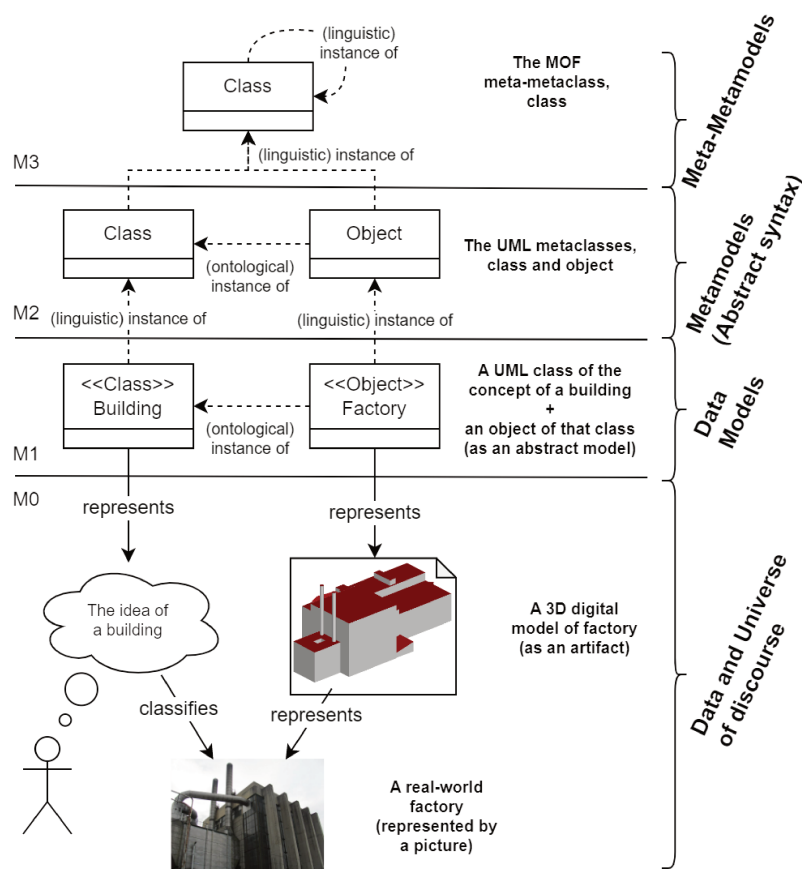 (linguistic)
instance of
Class
The MOF
meta-metaclass,
class
Meta-Metamodels
(linguistic) instance of
M3
Class
Object
(ontological)
instance of
The UML metaclasses,
class and object
Metamodels
(Abstract syntax)
M2
(linguistic) instance of
(linguistic) instance of
<<Class>>
Building
<<Object>>
Factory
(ontological)
instance of
A UML class of the
concept of a building
+
an object of that class
(as an abstract model)
Data
Models
M1
M0
represents
represents
The idea of
a building
A 3D digital
model of factory
(as an artifact)
Data and Universe
of discourse
classifies
represents
A real-world
factory
(represented by
a picture)